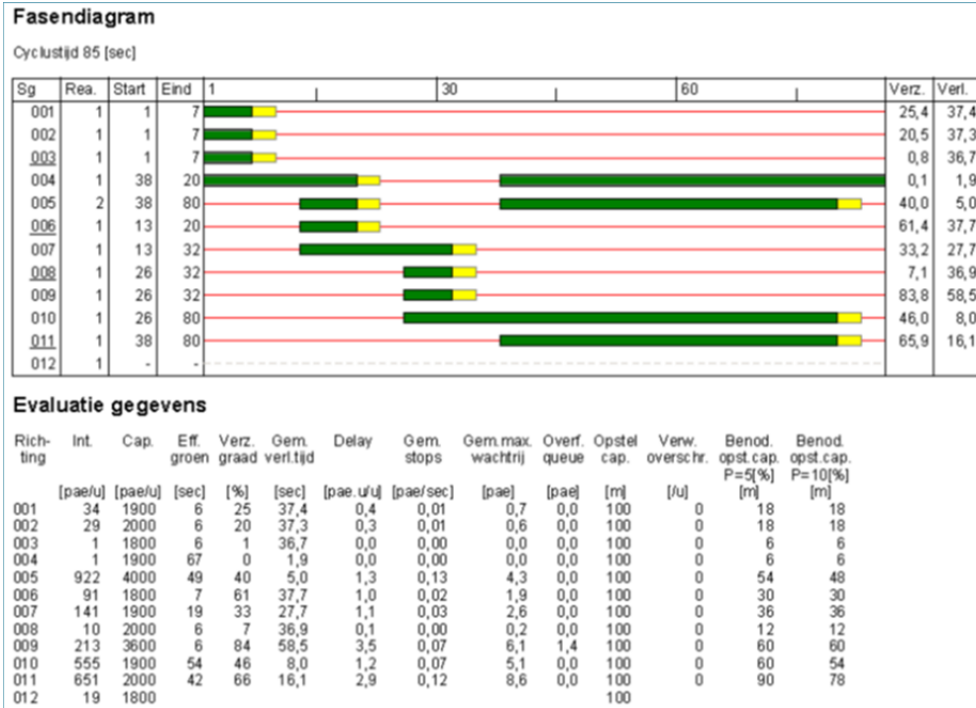 Fasendiagram
Cyclustijd 85 [sec]
Sg Rea. Start Eind 1 30 60 Verz. Verl.
001 1 1 7 25,4 37,4
002 1 1 7 20,5 37,3
003 1 1 7 0,8 36,7
004 1 38 20 0,1 1,9
005 2 38 80 40,0 5,0
006 1 13 20 61,4 37,7
007 1 13 32 33,2 27,7
008 1 26 32 7,1 36,9
009 1 26 32 83,8 58,5
010 1 26 80 46,0 8,0
011 1 38 80 65,9 16,1
012 1 - -
Evaluatie gegevens
Rich- Int. Cap. Eff. Verz. Gem. Delay Gem. Gem.max. Overf. Opstel Verw. Benod. Benod.
ting groen graad verl.tijd stops wachtrij queue cap. overschr. opst.cap. opst.cap.
P=5[%] P=10[%]
[pae/u] [pae/u] [sec] [%] [sec] [pae.u/u] [pae/sec] [pae] [pae] [m] [/u] [m] [m]
001 34 1900 6 25 37,4 0,4 0,01 0,7 0,0 100 0 18 18
002 29 2000 6 20 37,3 0,3 0,01 0,6 0,0 100 0 18 18
003 1 1800 6 1 36,7 0,0 0,00 0,0 0,0 100 0 6 6
004 1 1900 67 0 1,9 0,0 0,00 0,0 0,0 100 0 6 6
005 922 4000 49 40 5,0 1,3 0,13 4,3 0,0 100 0 54 48
006 91 1800 7 61 37,7 1,0 0,02 1,9 0,0 100 0 30 30
007 141 1900 19 33 27,7 1,1 0,03 2,6 0,0 100 0 36 36
008 10 2000 6 7 36,9 0,1 0,00 0,2 0,0 100 0 12 12
009 213 3600 6 84 58,5 3,5 0,07 6,1 1,4 100 0 60 60
010 555 1900 54 46 8,0 1,2 0,07 5,1 0,0 100 0 60 54
011 651 2000 42 66 16,1 2,9 0,12 8,6 0,0 100 0 90 78
012 19 1800 100